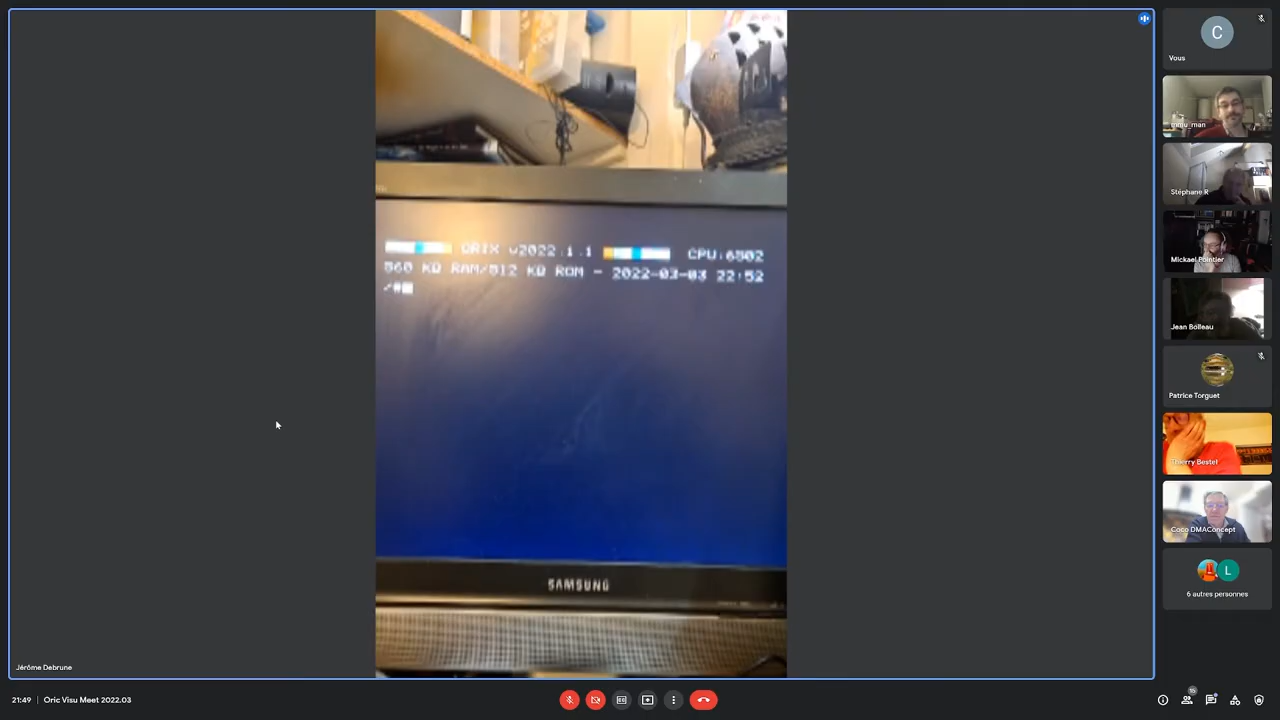 ORIX v2022.1.1 CPU:6502
560 KB RAM/512 KB ROM - 2022-03-03 22:52
/#
SAMSUNG
Jérôme Debrune
21:49 | Oric Visu Meet 2022.03
C
Vous
mmu_man
Stéphane R
Mickael Pointier
Jean Boileau
Patrice Torguet
Thierry Bestel
Coco DMAConcept
L
6 autres personnes
15